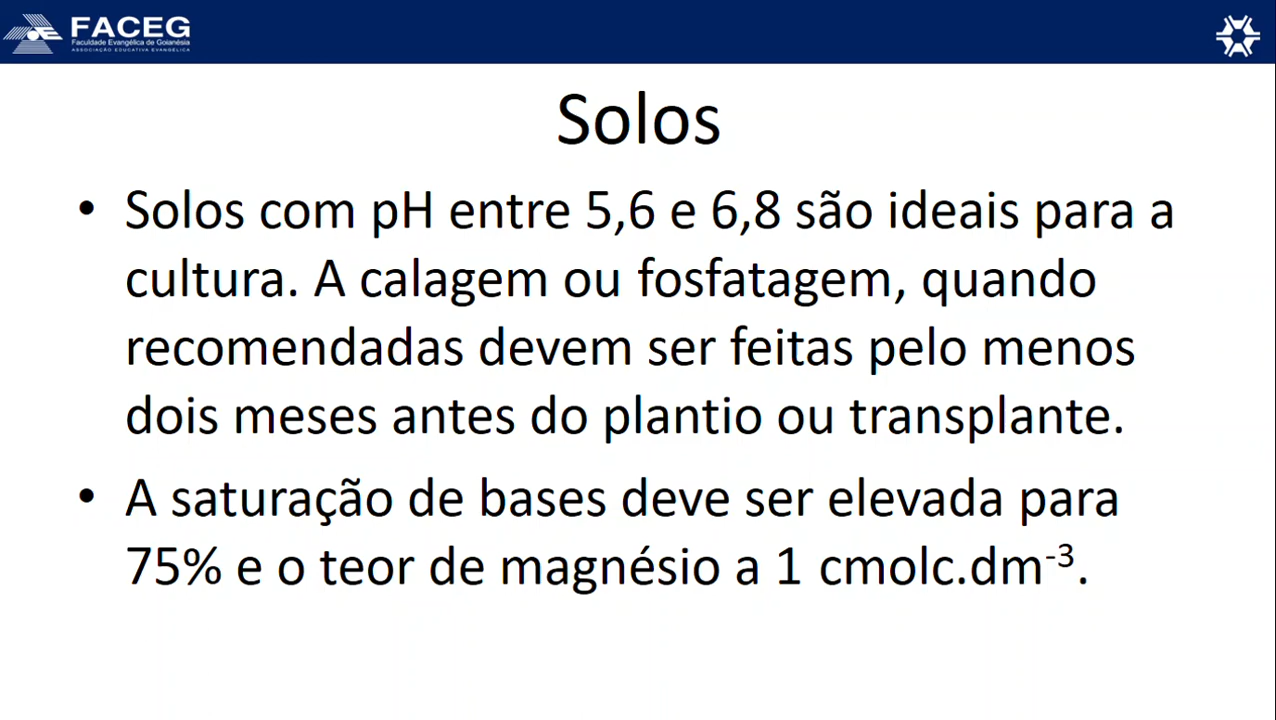 FACEG
Faculdade Evangélica de Goianésia
ASSOCIAÇÃO EDUCATIVA EVANGÉLICA
Solos
• Solos com pH entre 5,6 e 6,8 são ideais para a
cultura. A calagem ou fosfatagem, quando
recomendadas devem ser feitas pelo menos
dois meses antes do plantio ou transplante.
• A saturação de bases deve ser elevada para
75% e o teor de magnésio a 1 cmolc.dm⁻³.